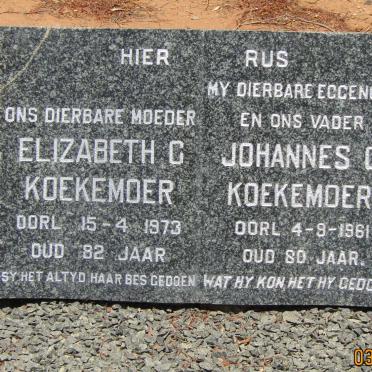 HIER RUS
ONS DIERBARE MOEDER
ELIZABETH C
KOEKEMOER
OORL 15-4 1973
OUD 82 JAAR
SY HET ALTYD HAAR BES GEDOEN
MY DIERBARE EGGENO
EN ONS VADER
JOHANNES C
KOEKEMOER
OORL 4-9-1961
OUD 80 JAAR.
WAT HY KON HET HY GEDO
03